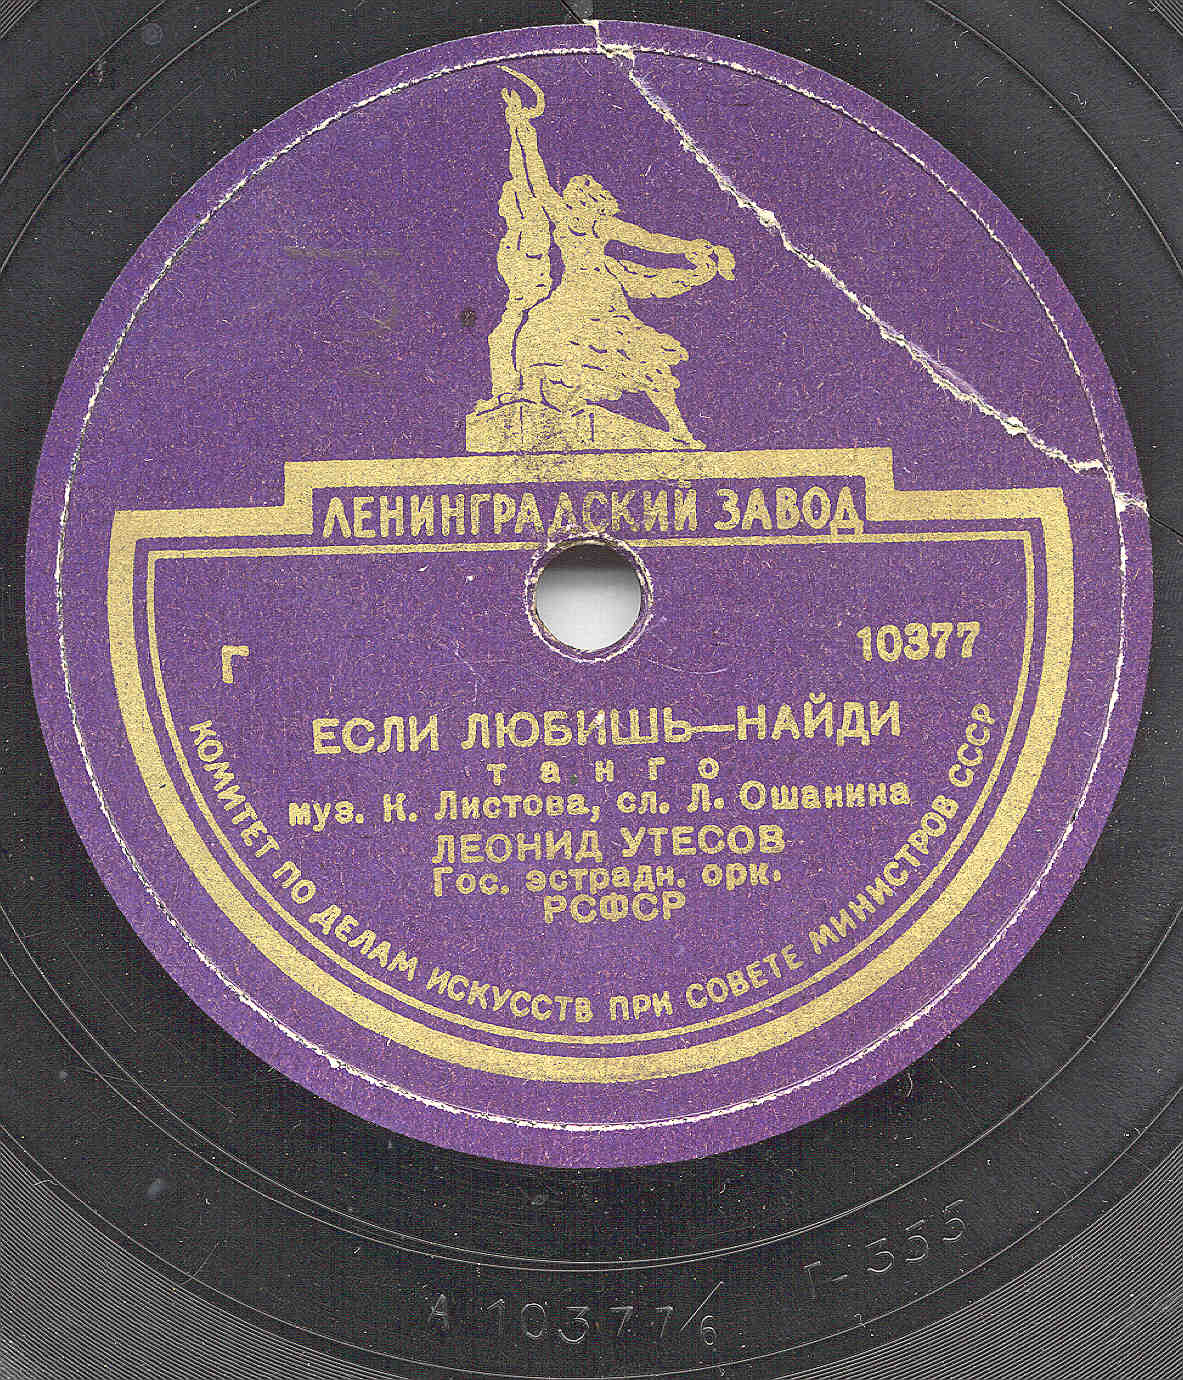 ЛЕНИНГРАДСКИЙ ЗАВОД
Г
10377
ЕСЛИ ЛЮБИШЬ—НАЙДИ
танго
муз. К. Листова, сл. Л. Ошанина
ЛЕОНИД УТЕСОВ
Гос. эстрадн. орк.
РСФСР
КОМИТЕТ ПО ДЕЛАМ ИСКУССТВ ПРИ СОВЕТЕ МИНИСТРОВ СССР
А 10377/6